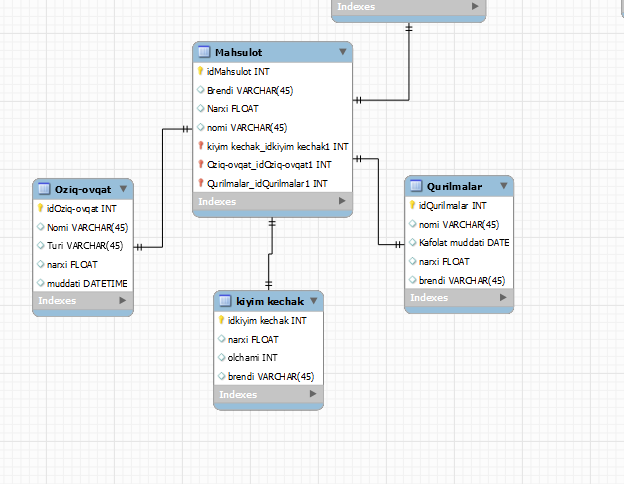 Indexes
Mahsulot
idMahsulot INT
Brendi VARCHAR(45)
Narxi FLOAT
nomi VARCHAR(45)
kiyim kechak_idkiyim kechak1 INT
Oziq-ovqat_idOziq-ovqat1 INT
Qurilmalar_idQurilmalar1 INT
Indexes
Oziq-ovqat
idOziq-ovqat INT
Nomi VARCHAR(45)
Turi VARCHAR(45)
narxi FLOAT
muddati DATETIME
Indexes
Qurilmalar
idQurilmalar INT
nomi VARCHAR(45)
Kafolat muddati DATE
narxi FLOAT
brendi VARCHAR(45)
Indexes
kiyim kechak
idkiyim kechak INT
narxi FLOAT
olchami INT
brendi VARCHAR(45)
Indexes